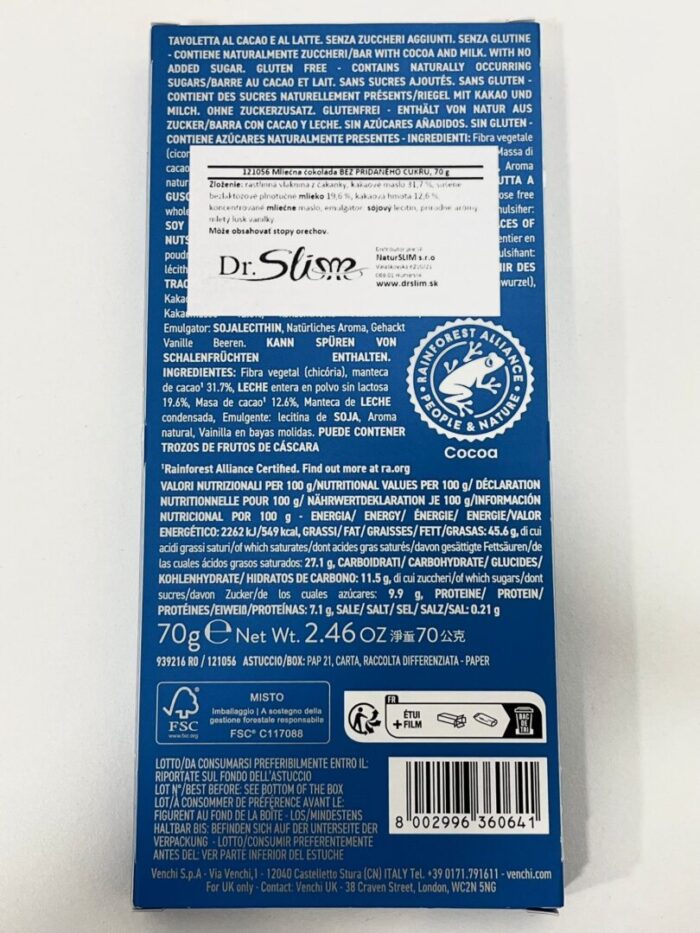 TAVOLETTA AL CACAO E AL LATTE. SENZA ZUCCHERI AGGIUNTI. SENZA GLUTINE
- CONTIENE NATURALMENTE ZUCCHERI/BAR WITH COCOA AND MILK. WITH NO
ADDED SUGAR. GLUTEN FREE - CONTAINS NATURALLY OCCURRING
SUGARS/BARRE AU CACAO ET LAIT. SANS SUCRES AJOUTÉS. SANS GLUTEN -
CONTIENT DES SUCRES NATURELLEMENT PRÉSENTS/RIEGEL MIT KAKAO UND
MILCH. OHNE ZUCKERZUSATZ. GLUTENFREI - ENTHÄLT VON NATUR AUS
ZUCKER/BARRA CON CACAO Y LECHE. SIN AZÚCARES AÑADIDOS. SIN GLUTEN-
CONTIENE AZÚCARES NATURALMENTE PRESENTES - INGREDIENTI: Fibra vegetale
121056 Mliečna čokoláda BEZ PRIDANÉHO CUKRU, 70 g
Zloženie: rastlinná vláknina z čakanky, kakaové maslo 31,7 %, sušené
bezlaktózové plnotučné mlieko 19,6 %, kakaová hmota 12,6 %,
koncentrované mliečne maslo, emulgátor: sójový lecitín, prírodné arómy,
mletý lusk vanilky.
Môže obsahovať stopy orechov.
Dr. Slim
Distribútor pre SR
NaturSLIM s.r.o
www.drslim.sk
Emulgator: SOJALECITHIN, Natürliches Aroma, Gehackt
Vanille Beeren. KANN SPÜREN VON
SCHALENFRÜCHTEN ENTHALTEN.
INGREDIENTES: Fibra vegetal (chicória), manteca
de cacao¹ 31.7%, LECHE entera en polvo sin lactosa
19.6%, Masa de cacao¹ 12.6%, Manteca de LECHE
condensada, Emulgente: lecitina de SOJA, Aroma
natural, Vainilla en bayas molidas. PUEDE CONTENER
TROZOS DE FRUTOS DE CÁSCARA
RAINFOREST ALLIANCE
PEOPLE & NATURE
Cocoa
¹Rainforest Alliance Certified. Find out more at ra.org
VALORI NUTRIZIONALI PER 100 g/NUTRITIONAL VALUES PER 100 g/ DÉCLARATION
NUTRITIONNELLE POUR 100 g/ NÄHRWERTDEKLARATION JE 100 g/INFORMACIÓN
NUTRICIONAL POR 100 g - ENERGIA/ ENERGY/ ÉNERGIE/ ENERGIE/VALOR
ENERGÉTICO: 2262 kJ/549 kcal, GRASSI/ FAT/ GRAISSES/ FETT/GRASAS: 45.6 g, di cui
acidi grassi saturi/of which saturates/dont acides gras saturés/davon gesättigte Fettsäuren/de
las cuales ácidos grasos saturados: 27.1 g, CARBOIDRATI/ CARBOHYDRATE/ GLUCIDES/
KOHLENHYDRATE/ HIDRATOS DE CARBONO: 11.5 g, di cui zuccheri/of which sugars/dont
sucres/davon Zucker/de los cuales azúcares: 9.9 g, PROTEINE/ PROTEIN/
PROTÉINES/EIWEIß/PROTEÍNAS: 7.1 g, SALE/ SALT/ SEL/ SALZ/SAL: 0.21 g
70g ℮ Net Wt. 2.46 OZ 淨重70公克
939216 R0 / 121056 ASTUCCIO/BOX: PAP 21, CARTA, RACCOLTA DIFFERENZIATA - PAPER
FSC
www.fsc.org
MISTO
Imballaggio | A sostegno della
gestione forestale responsabile
FSC® C117088
FR
ÉTUI
+ FILM
BAC
DE
TRI
LOTTO/DA CONSUMARSI PREFERIBILMENTE ENTRO IL:
RIPORTATE SUL FONDO DELL'ASTUCCIO
LOT N°/BEST BEFORE: SEE BOTTOM OF THE BOX
LOT/À CONSOMMER DE PRÉFÉRENCE AVANT LE:
FIGURENT AU FOND DE LA BOÎTE - LOS/MINDESTENS
HALTBAR BIS: BEFINDEN SICH AUF DER UNTERSEITE DER
VERPACKUNG - LOTTO/CONSUMIR PREFERENTEMENTE
ANTES DEL: VER PARTE INFERIOR DEL ESTUCHE
8 002996 360641
Venchi S.p.A - Via Venchi,1 - 12040 Castelletto Stura (CN) ITALY Tel. +39 0171.791611 - venchi.com
For UK only - Contact: Venchi UK - 38 Craven Street, London, WC2N 5NG